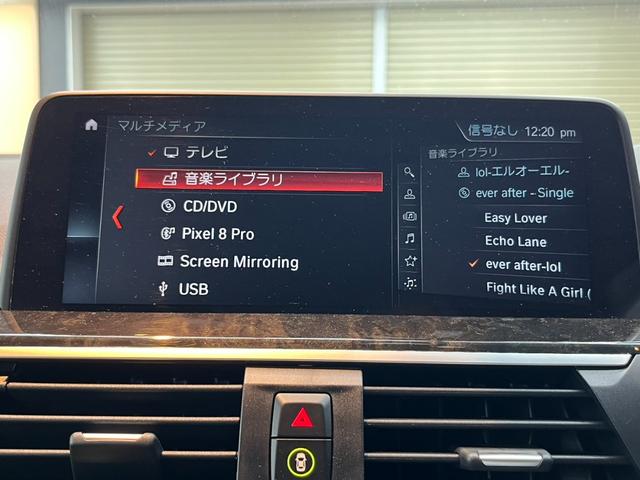 マルチメディア
信号なし 12:20 pm
テレビ
音楽ライブラリ
CD/DVD
Pixel 8 Pro
Screen Mirroring
USB
音楽ライブラリ
lol-エルオーエル-
ever after - Single
Easy Lover
Echo Lane
ever after-lol
Fight Like A Girl (